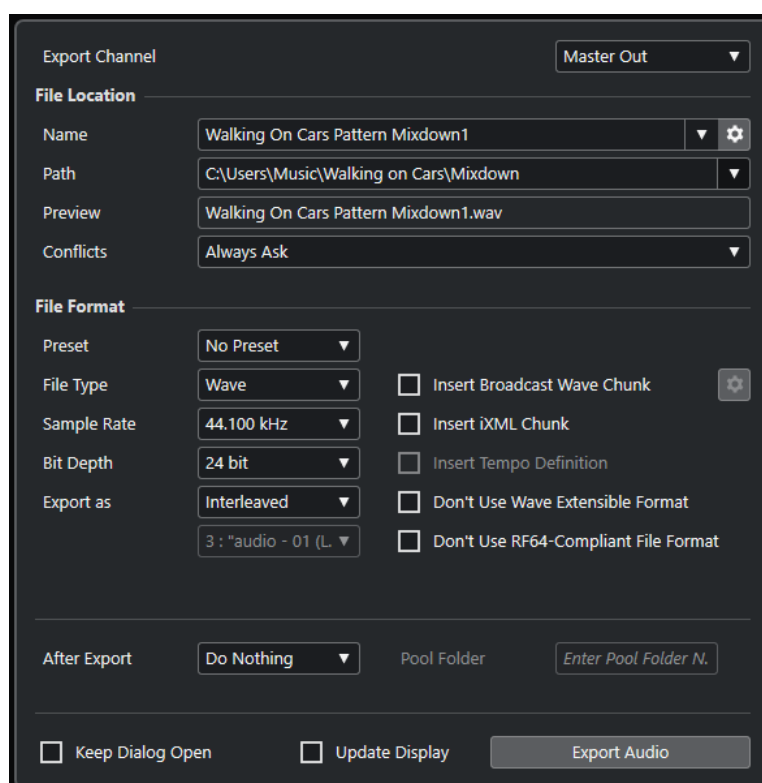 Export Channel Master Out
File Location
Name Walking On Cars Pattern Mixdown1
Path C:\Users\Music\Walking on Cars\Mixdown
Preview Walking On Cars Pattern Mixdown1.wav
Conflicts Always Ask
File Format
Preset No Preset
File Type Wave Insert Broadcast Wave Chunk
Sample Rate 44.100 kHz Insert iXML Chunk
Bit Depth 24 bit Insert Tempo Definition
Export as Interleaved Don't Use Wave Extensible Format
3 : "audio - 01 (L. Don't Use RF64-Compliant File Format
After Export Do Nothing Pool Folder Enter Pool Folder N.
Keep Dialog Open Update Display Export Audio